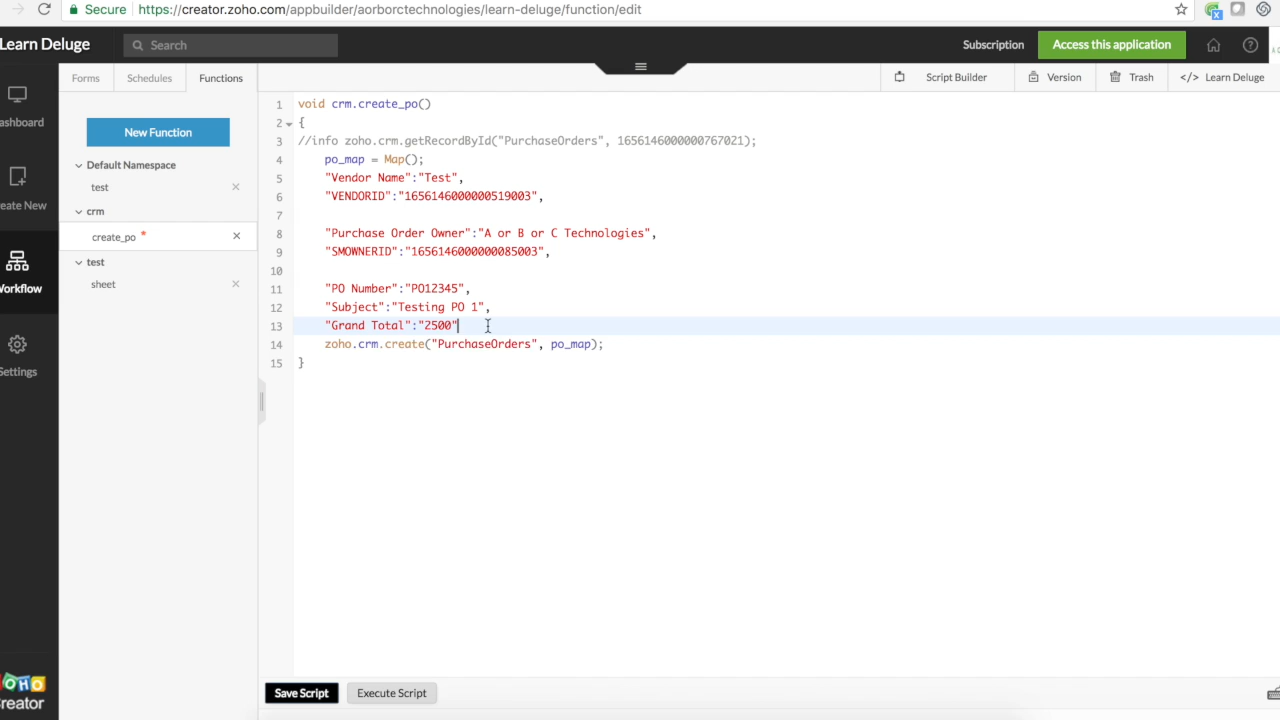 Secure https://creator.zoho.com/appbuilder/aorborctechnologies/learn-deluge/function/edit
Learn Deluge Search Subscription Access this application
Forms Schedules Functions Script Builder Version Trash </> Learn Deluge
ashboard
eate New
Vorkflow
Settings
New Function
Default Namespace
test
crm
create_po *
test
sheet
1 void crm.create_po()
2 {
3 //info zoho.crm.getRecordById("PurchaseOrders", 1656146000000767021);
4 po_map = Map();
5 "Vendor Name":"Test",
6 "VENDORID":"1656146000000519003",
7
8 "Purchase Order Owner":"A or B or C Technologies",
9 "SMOWNERID":"1656146000000085003",
10
11 "PO Number":"PO12345",
12 "Subject":"Testing PO 1",
13 "Grand Total":"2500"
14 zoho.crm.create("PurchaseOrders", po_map);
15 }
Save Script Execute Script
ZOHO
reator